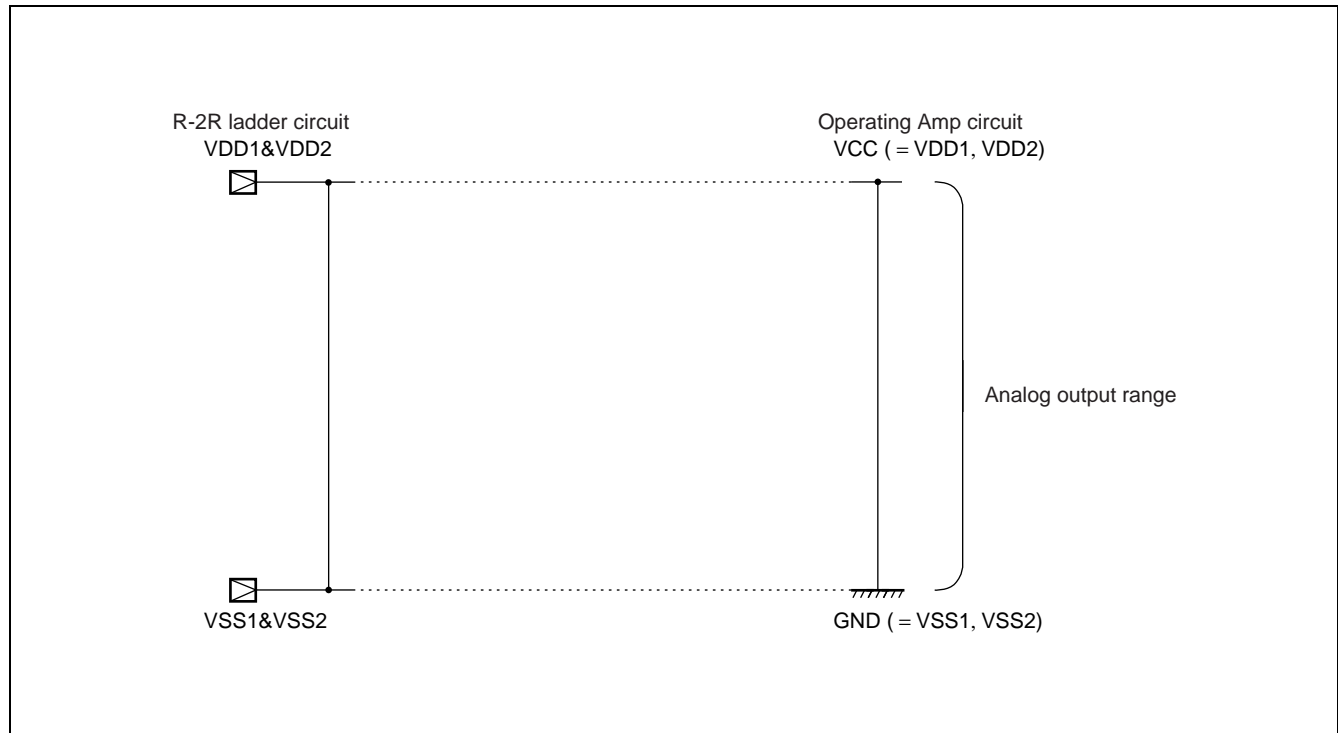 R-2R ladder circuit
VDD1&VDD2
Operating Amp circuit
VCC ( = VDD1, VDD2)
Analog output range
VSS1&VSS2
GND ( = VSS1, VSS2)